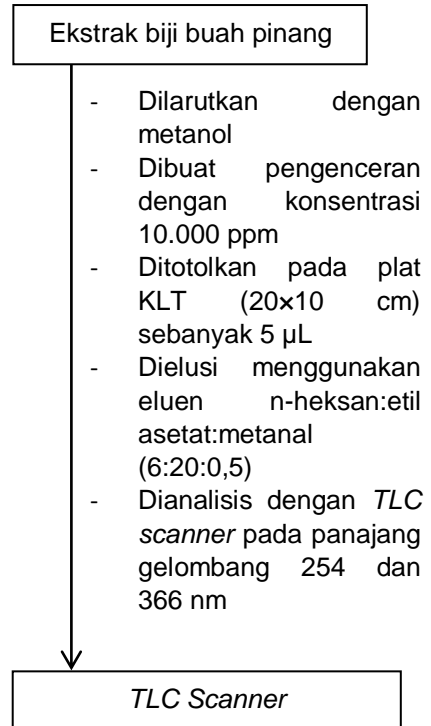 Ekstrak biji buah pinang
- Dilarutkan dengan
metanol
- Dibuat pengenceran
dengan konsentrasi
10.000 ppm
- Ditotolkan pada plat
KLT (20×10 cm)
sebanyak 5 µL
- Dielusi menggunakan
eluen n-heksan:etil
asetat:metanal
(6:20:0,5)
- Dianalisis dengan TLC
scanner pada panajang
gelombang 254 dan
366 nm
TLC Scanner